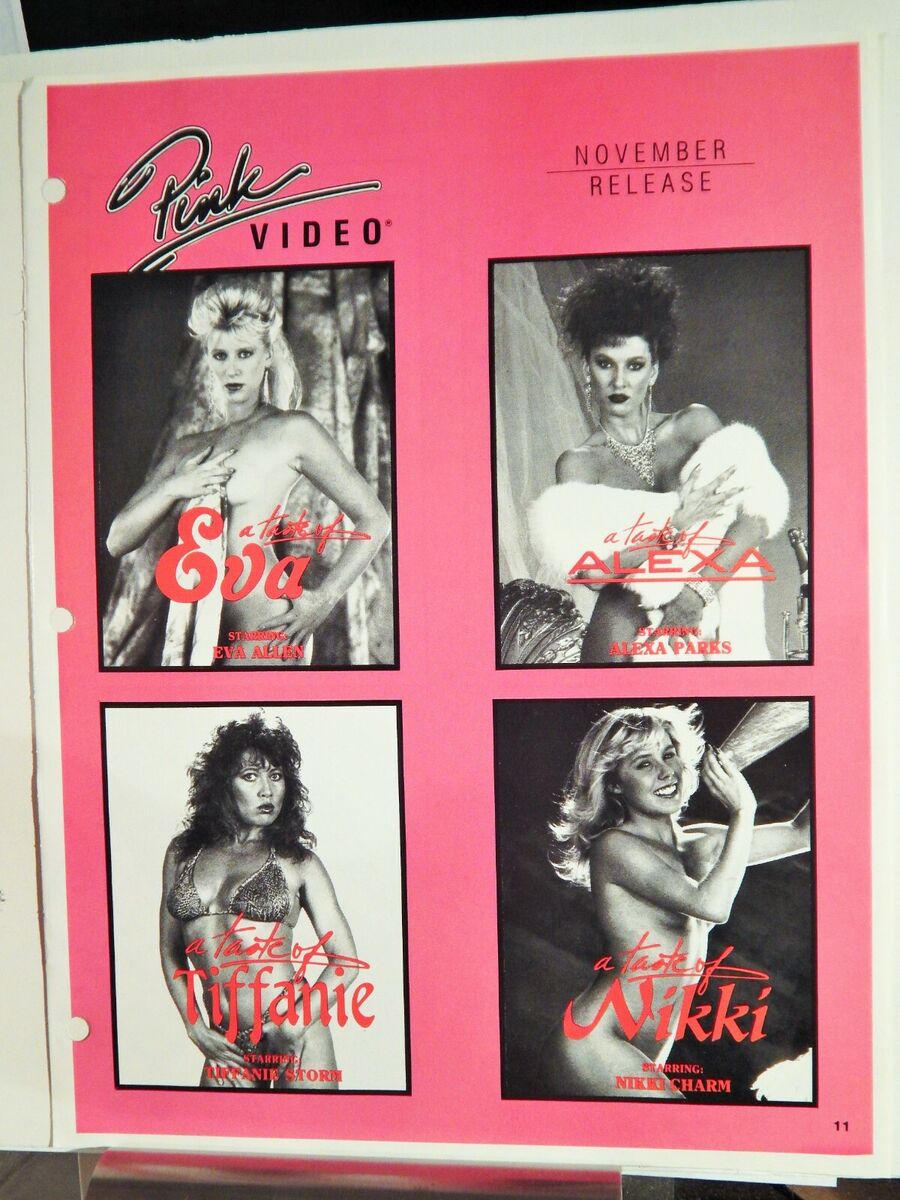 Pink
VIDEO®
NOVEMBER
RELEASE
a taste of
Eva
STARRING:
EVA ALLEN
a taste of
ALEXA
STARRING:
ALEXA PARKS
a taste of
Tiffanie
STARRING:
TIFFANIE STORM
a taste of
Nikki
STARRING:
NIKKI CHARM
11